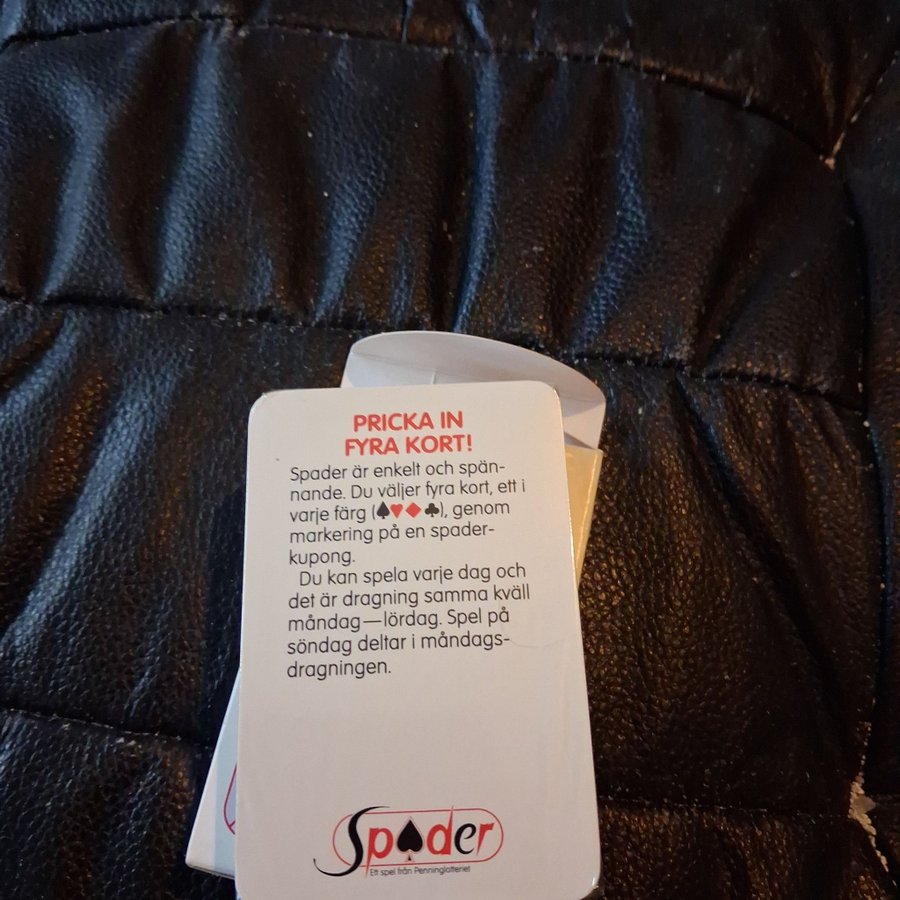 PRICKA IN
FYRA KORT!
Spader är enkelt och spän-
nande. Du väljer fyra kort, ett i
varje färg (♠♥♦♣), genom
markering på en spader-
kupong.
Du kan spela varje dag och
det är dragning samma kväll
måndag—lördag. Spel på
söndag deltar i måndags-
dragningen.
Spader
Ett spel från Penninglotteriet